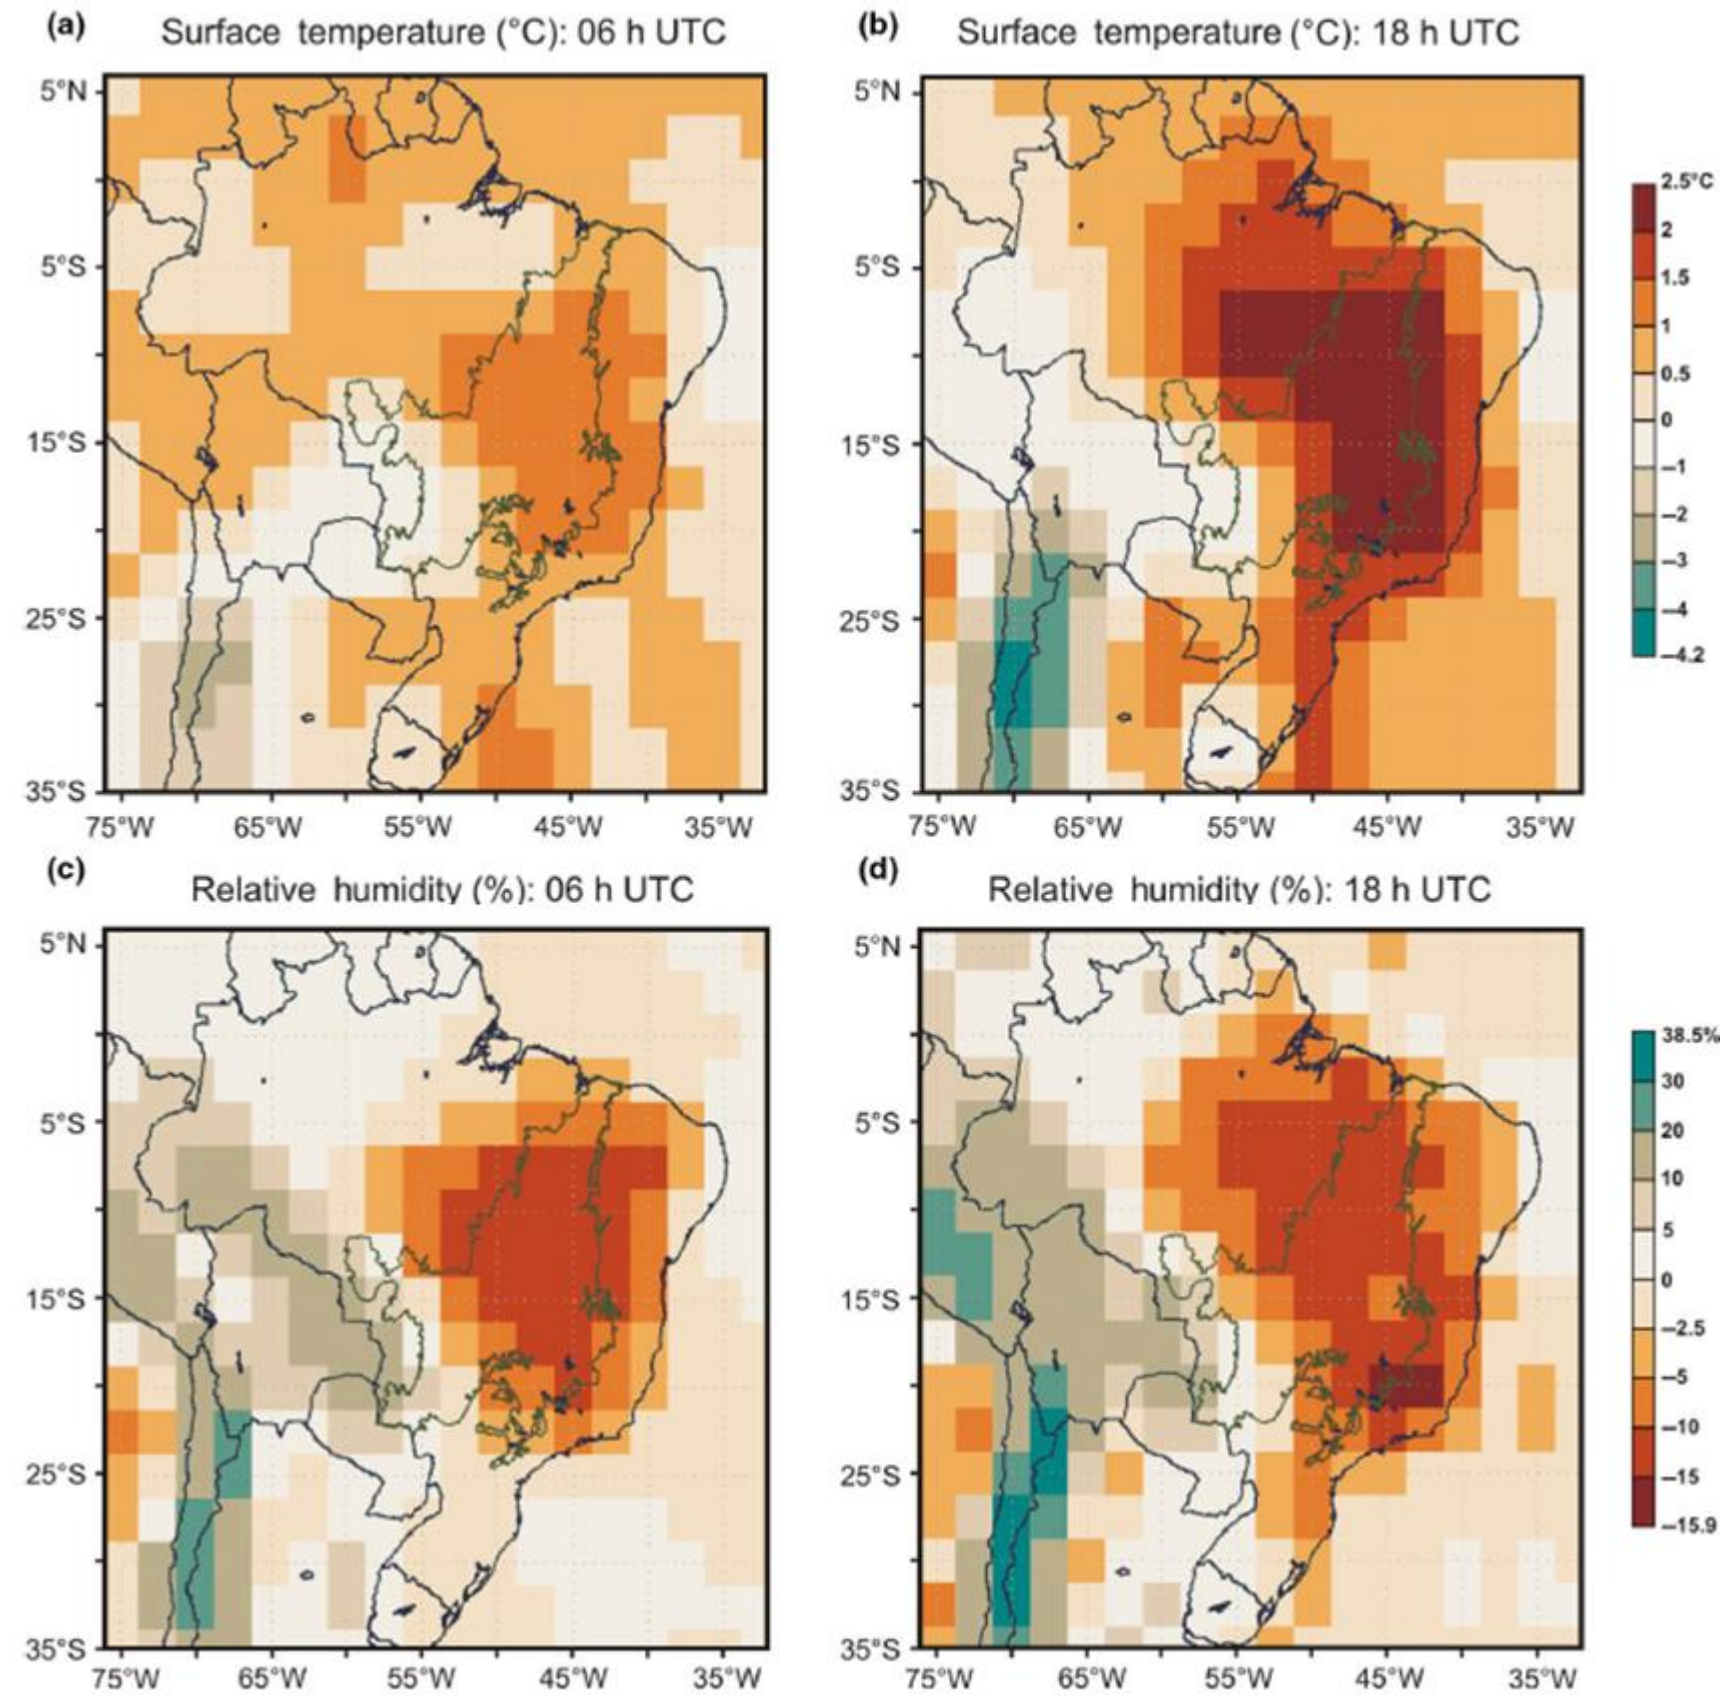 (a) Surface temperature (°C): 06 h UTC
5°N
5°S
15°S
25°S
35°S
75°W 65°W 55°W 45°W 35°W
(b) Surface temperature (°C): 18 h UTC
5°N
5°S
15°S
25°S
35°S
75°W 65°W 55°W 45°W 35°W
2.5°C
2
1.5
1
0.5
0
−1
−2
−3
−4
−4.2
(c) Relative humidity (%): 06 h UTC
5°N
5°S
15°S
25°S
35°S
75°W 65°W 55°W 45°W 35°W
(d) Relative humidity (%): 18 h UTC
5°N
5°S
15°S
25°S
35°S
75°W 65°W 55°W 45°W 35°W
38.5%
30
20
10
5
0
−2.5
−5
−10
−15
−15.9